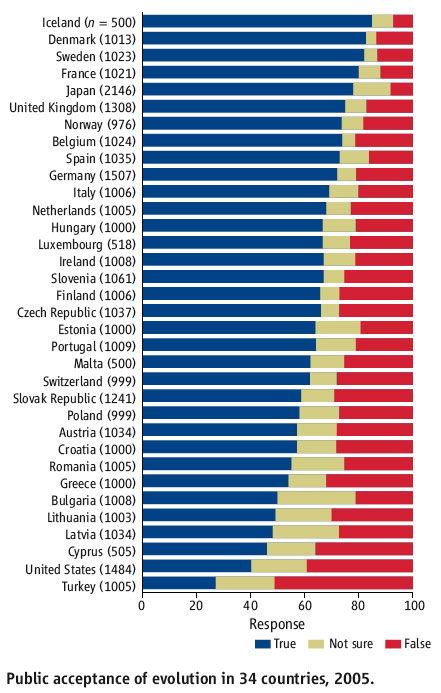 Iceland (n = 500)
Denmark (1013)
Sweden (1023)
France (1021)
Japan (2146)
United Kingdom (1308)
Norway (976)
Belgium (1024)
Spain (1035)
Germany (1507)
Italy (1006)
Netherlands (1005)
Hungary (1000)
Luxembourg (518)
Ireland (1008)
Slovenia (1061)
Finland (1006)
Czech Republic (1037)
Estonia (1000)
Portugal (1009)
Malta (500)
Switzerland (999)
Slovak Republic (1241)
Poland (999)
Austria (1034)
Croatia (1000)
Romania (1005)
Greece (1000)
Bulgaria (1008)
Lithuania (1003)
Latvia (1034)
Cyprus (505)
United States (1484)
Turkey (1005)
0 20 40 60 80 100
Response
True Not sure False
Public acceptance of evolution in 34 countries, 2005.